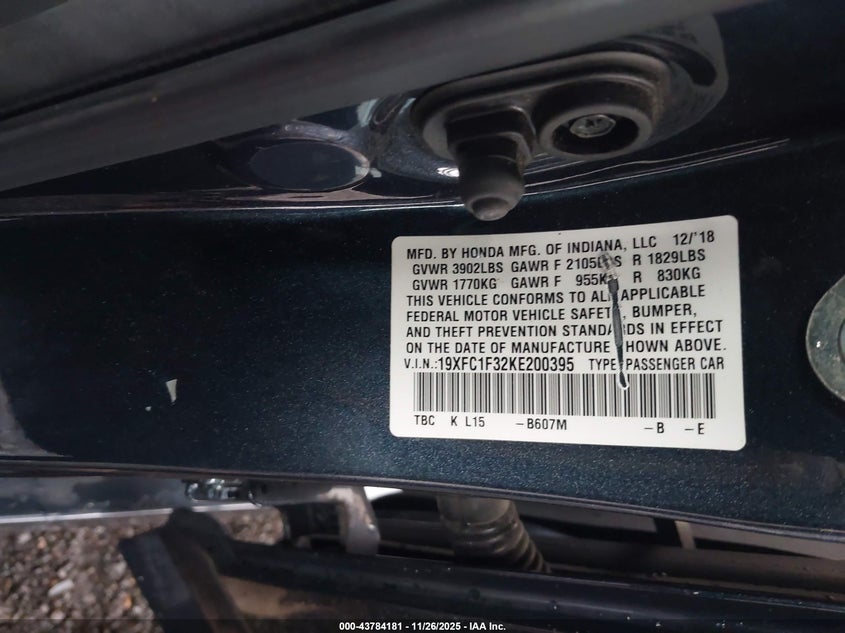 MFD. BY HONDA MFG. OF INDIANA, LLC 12/'18
GVWR 3902LBS GAWR F 2105LBS R 1829LBS
GVWR 1770KG GAWR F 955KG R 830KG
THIS VEHICLE CONFORMS TO ALL APPLICABLE
FEDERAL MOTOR VEHICLE SAFETY, BUMPER,
AND THEFT PREVENTION STANDARDS IN EFFECT
ON THE DATE OF MANUFACTURE SHOWN ABOVE.
V.I.N.:19XFC1F32KE200395 TYPE:PASSENGER CAR
TBC K L15 -B607M -B -E
000-43784181 - 11/26/2025 - IAA Inc.